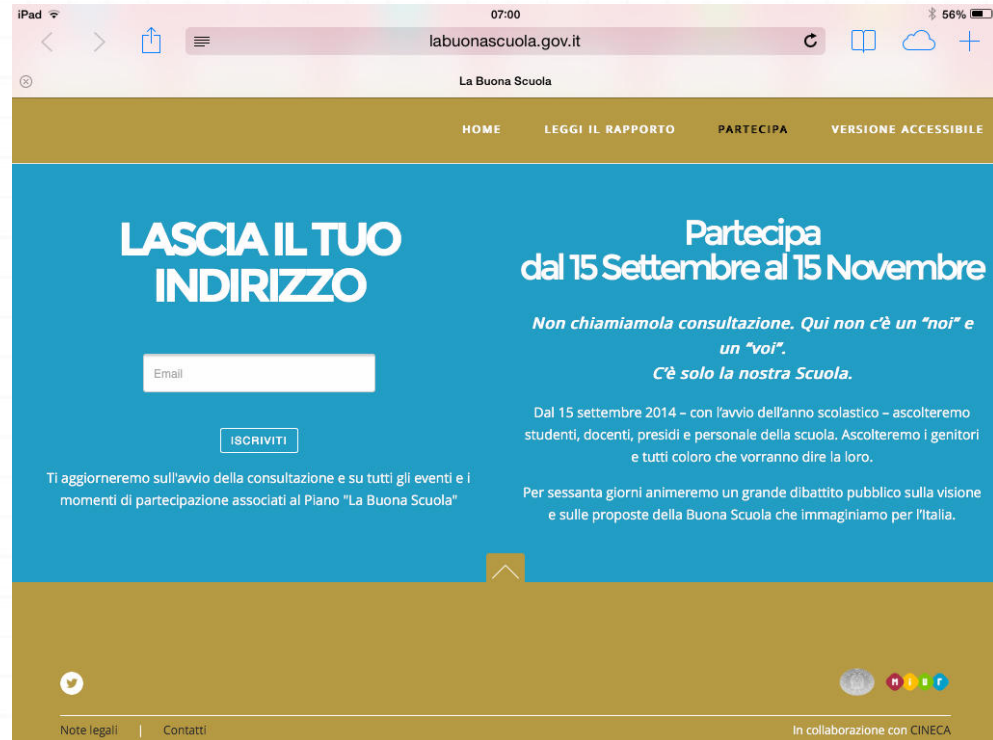 iPad 07:00 56%
labuonascuola.gov.it
La Buona Scuola
HOME LEGGI IL RAPPORTO PARTECIPA VERSIONE ACCESSIBILE
LASCIA IL TUO
INDIRIZZO
Email
ISCRIVITI
Ti aggiorneremo sull'avvio della consultazione e su tutti gli eventi e i
momenti di partecipazione associati al Piano "La Buona Scuola"
Partecipa
dal 15 Settembre al 15 Novembre
Non chiamiamola consultazione. Qui non c'è un "noi" e
un "voi".
C'è solo la nostra Scuola.
Dal 15 settembre 2014 – con l'avvio dell'anno scolastico – ascolteremo
studenti, docenti, presidi e personale della scuola. Ascolteremo i genitori
e tutti coloro che vorranno dire la loro.
Per sessanta giorni animeremo un grande dibattito pubblico sulla visione
e sulle proposte della Buona Scuola che immaginiamo per l'Italia.
MIUr
Note legali | Contatti
In collaborazione con CINECA